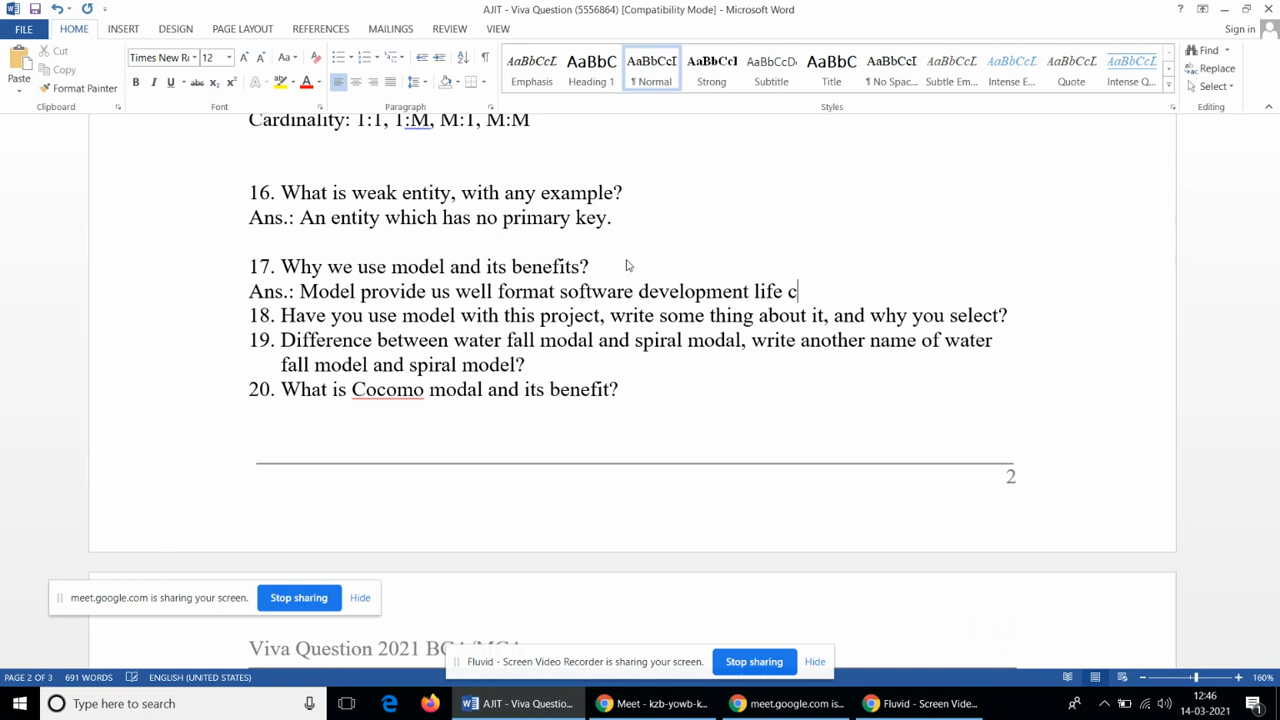 AJIT - Viva Question (5556864) [Compatibility Mode] - Microsoft Word
FILE HOME INSERT DESIGN PAGE LAYOUT REFERENCES MAILINGS REVIEW VIEW Sign in
Paste Cut Copy Format Painter
Clipboard
Times New Ro 12
Font
Paragraph
AaBbCcI AaBbC AaBbCcI AaBbCcI AaBbCcD AaBbC AaBbCcI AaBbCcI AaBbCcI AaBbCcI AaBbCcI
Emphasis Heading 1 ¶ Normal Strong Subtitle Title ¶ No Spac... Subtle Em... Intense E... Quote Intense Q...
Styles
Find Replace Select
Editing
Cardinality: 1:1, 1:M, M:1, M:M
16. What is weak entity, with any example?
Ans.: An entity which has no primary key.
17. Why we use model and its benefits?
Ans.: Model provide us well format software development life c
18. Have you use model with this project, write some thing about it, and why you select?
19. Difference between water fall modal and spiral modal, write another name of water
fall model and spiral model?
20. What is Cocomo modal and its benefit?
2
meet.google.com is sharing your screen. Stop sharing Hide
Viva Question 2021 BCA/MCA
Fluvid - Screen Video Recorder is sharing your screen. Stop sharing Hide
PAGE 2 OF 3 691 WORDS ENGLISH (UNITED STATES) 160%
Type here to search AJIT - Viva Questio... Meet - kzb-yowb-k... meet.google.com is... Fluvid - Screen Vide... 12:46
14-03-2021